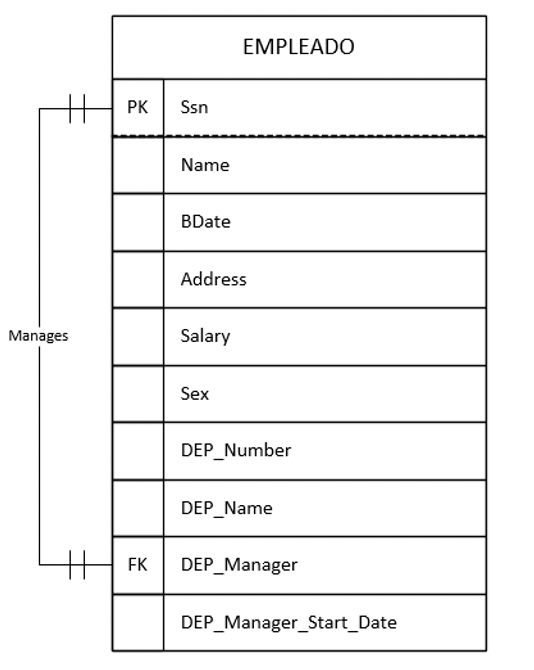 EMPLEADO
PK Ssn
Name
BDate
Address
Salary
Manages
Sex
DEP_Number
DEP_Name
FK DEP_Manager
DEP_Manager_Start_Date